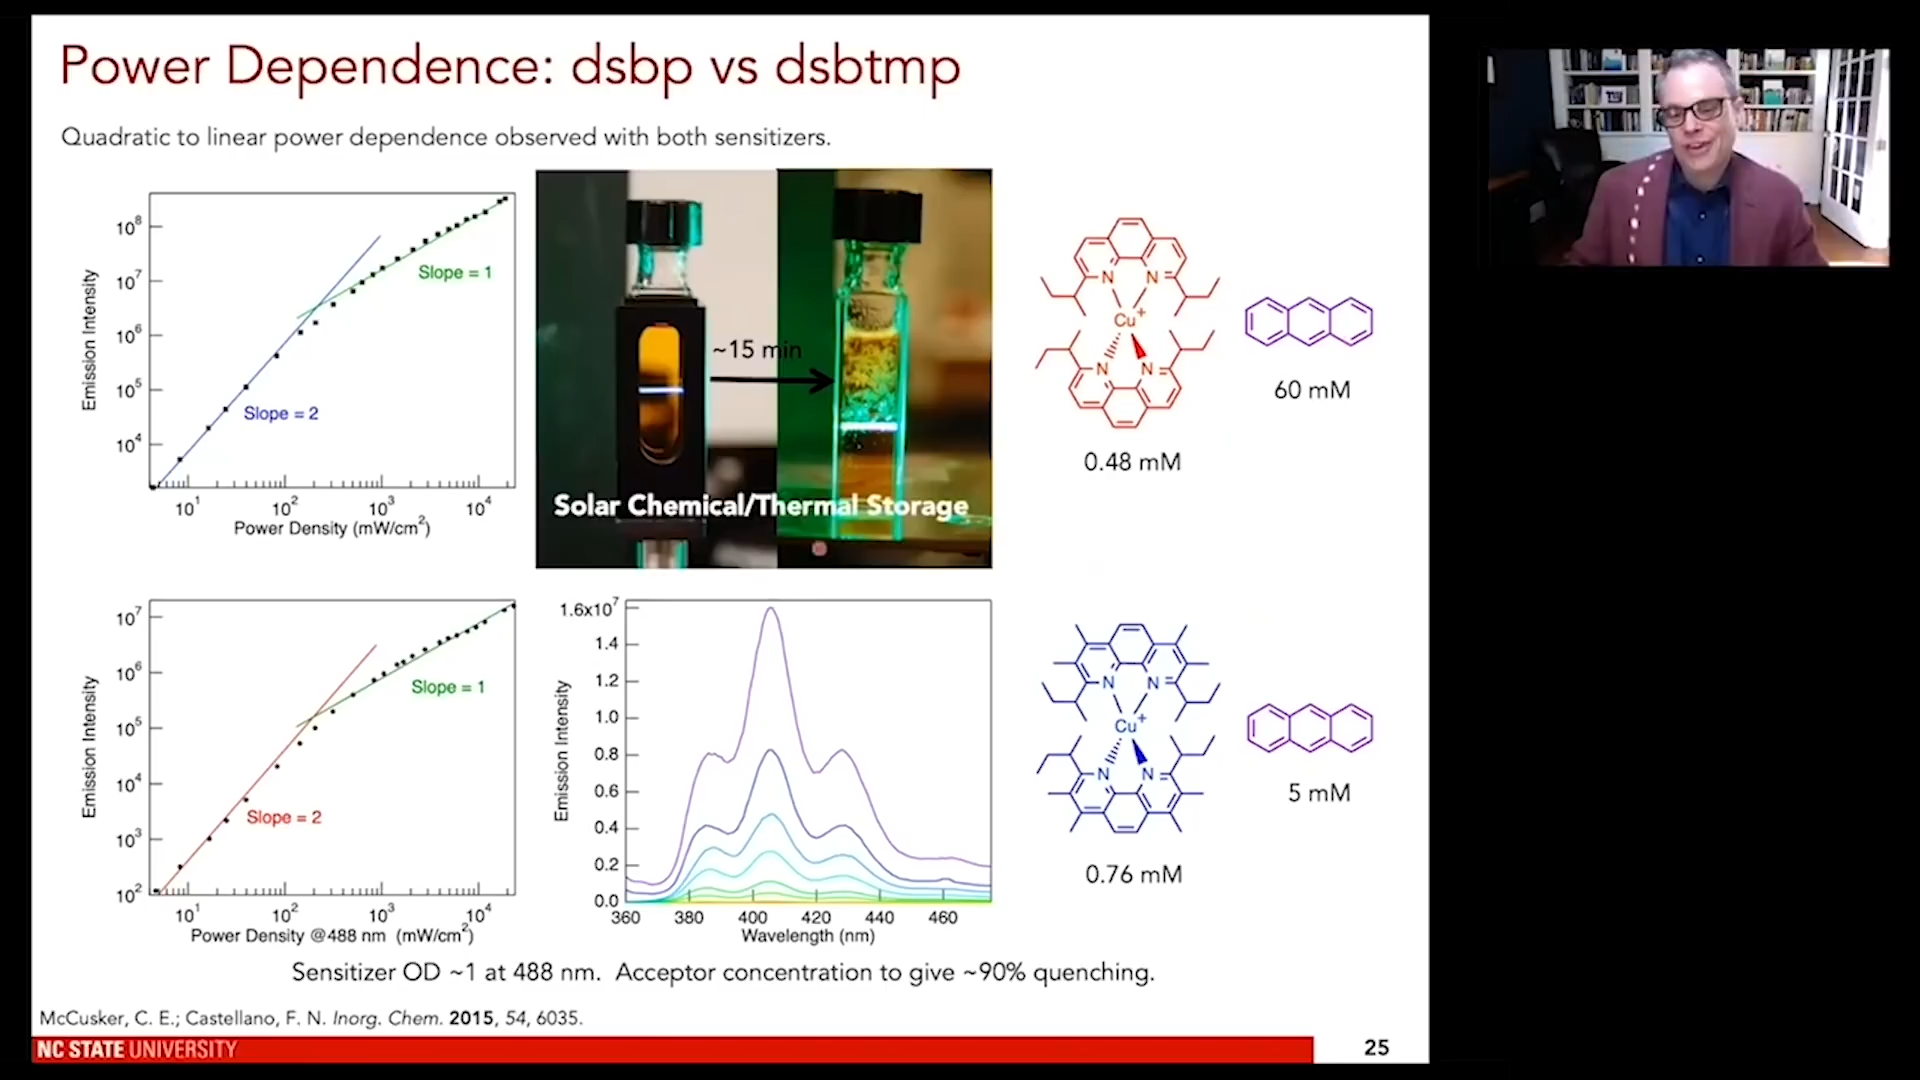 Power Dependence: dsbp vs dsbtmp
Quadratic to linear power dependence observed with both sensitizers.
Emission Intensity
10⁸
10⁷
10⁶
10⁵
10⁴
Slope = 1
Slope = 2
10¹ 10² 10³ 10⁴
Power Density (mW/cm²)
~15 min
Solar Chemical/Thermal Storage
N N
Cu⁺
N N
0.48 mM
60 mM
Emission Intensity
10⁷
10⁶
10⁵
10⁴
10³
10²
Slope = 1
Slope = 2
10¹ 10² 10³ 10⁴
Power Density @488 nm (mW/cm²)
Emission Intensity
1.6x10⁷
1.4
1.2
1.0
0.8
0.6
0.4
0.2
0.0
360 380 400 420 440 460
Wavelength (nm)
N N
Cu⁺
N N
0.76 mM
5 mM
Sensitizer OD ~1 at 488 nm. Acceptor concentration to give ~90% quenching.
McCusker, C. E.; Castellano, F. N. Inorg. Chem. 2015, 54, 6035.
NC STATE UNIVERSITY
25